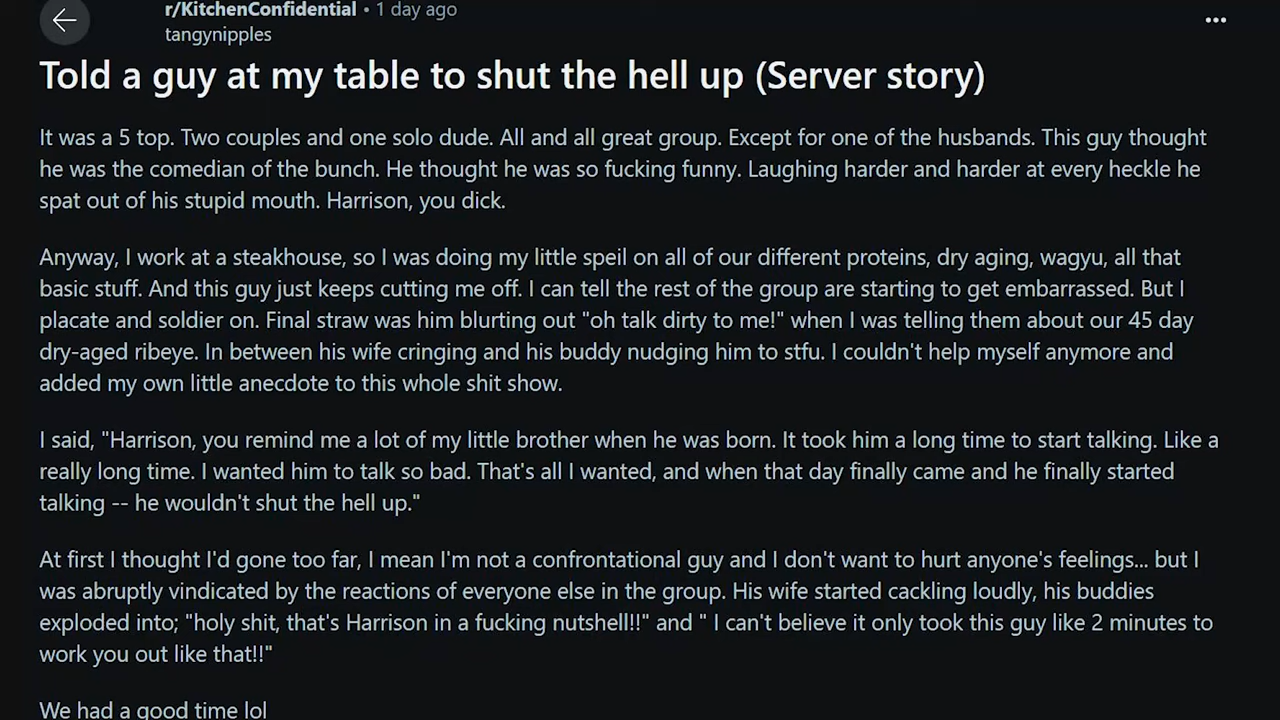 r/KitchenConfidential • 1 day ago
tangynipples
Told a guy at my table to shut the hell up (Server story)
It was a 5 top. Two couples and one solo dude. All and all great group. Except for one of the husbands. This guy thought
he was the comedian of the bunch. He thought he was so fucking funny. Laughing harder and harder at every heckle he
spat out of his stupid mouth. Harrison, you dick.
Anyway, I work at a steakhouse, so I was doing my little speil on all of our different proteins, dry aging, wagyu, all that
basic stuff. And this guy just keeps cutting me off. I can tell the rest of the group are starting to get embarrassed. But I
placate and soldier on. Final straw was him blurting out "oh talk dirty to me!" when I was telling them about our 45 day
dry-aged ribeye. In between his wife cringing and his buddy nudging him to stfu. I couldn't help myself anymore and
added my own little anecdote to this whole shit show.
I said, "Harrison, you remind me a lot of my little brother when he was born. It took him a long time to start talking. Like a
really long time. I wanted him to talk so bad. That's all I wanted, and when that day finally came and he finally started
talking -- he wouldn't shut the hell up."
At first I thought I'd gone too far, I mean I'm not a confrontational guy and I don't want to hurt anyone's feelings... but I
was abruptly vindicated by the reactions of everyone else in the group. His wife started cackling loudly, his buddies
exploded into; "holy shit, that's Harrison in a fucking nutshell!!" and " I can't believe it only took this guy like 2 minutes to
work you out like that!!"
We had a good time lol